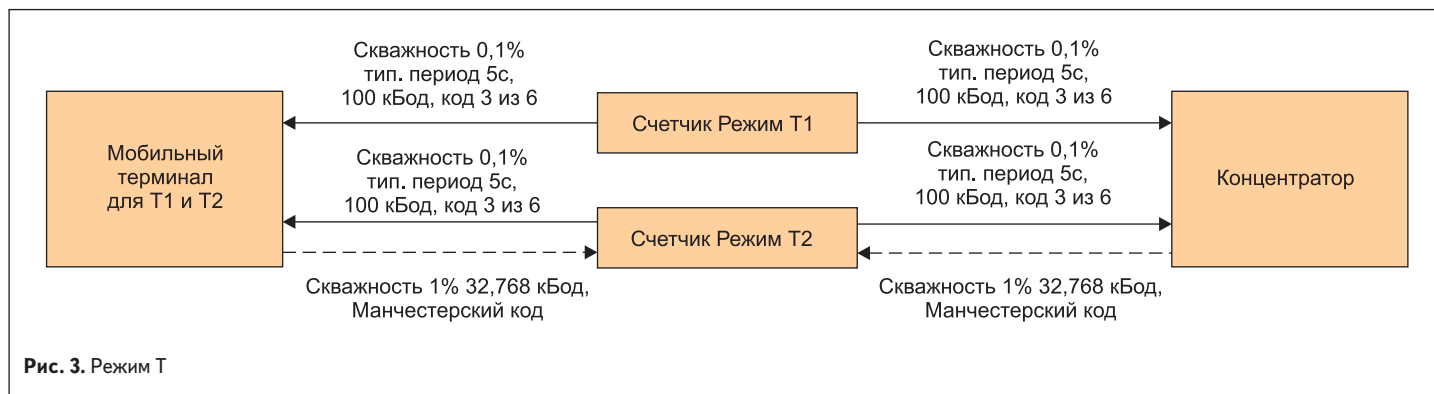 Скважность 0,1%
тип. период 5с,
100 кБод, код 3 из 6
Скважность 0,1%
тип. период 5с,
100 кБод, код 3 из 6
Мобильный
терминал
для Т1 и Т2
Счетчик Режим Т1
Концентратор
Скважность 0,1%
тип. период 5с,
100 кБод, код 3 из 6
Скважность 0,1%
тип. период 5с,
100 кБод, код 3 из 6
Счетчик Режим Т2
Скважность 1% 32,768 кБод,
Манчестерский код
Скважность 1% 32,768 кБод,
Манчестерский код
Рис. 3. Режим Т